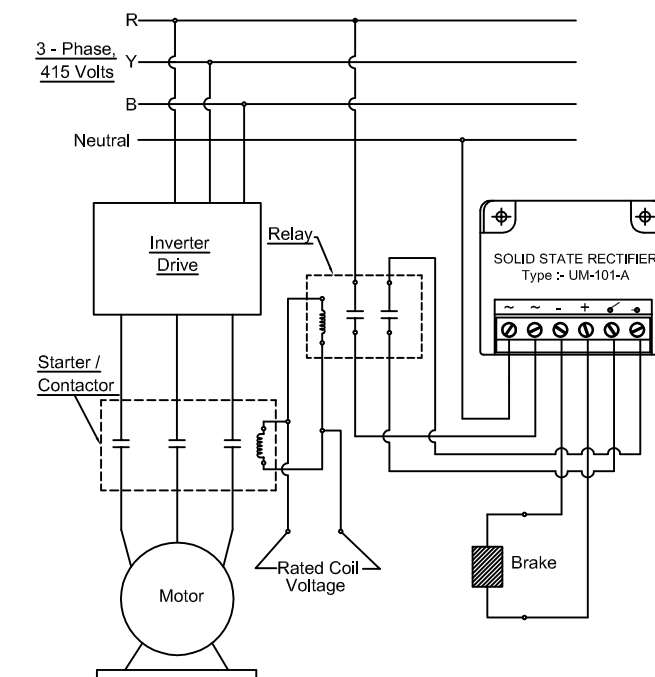 R
3 - Phase,
415 Volts
Y
B
Neutral
Inverter
Drive
Relay
SOLID STATE RECTIFIER
Type :- UM-101-A
~ ~ - +
Starter /
Contactor
Rated Coil
Voltage
Brake
Motor